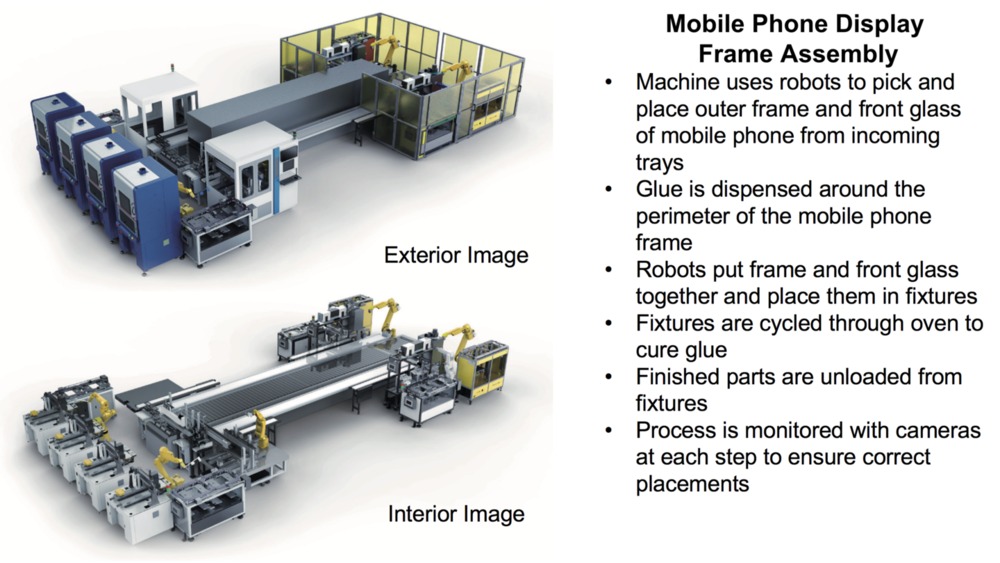 Mobile Phone Display
Frame Assembly
• Machine uses robots to pick and
place outer frame and front glass
of mobile phone from incoming
trays
• Glue is dispensed around the
perimeter of the mobile phone
frame
• Robots put frame and front glass
together and place them in fixtures
• Fixtures are cycled through oven to
cure glue
• Finished parts are unloaded from
fixtures
• Process is monitored with cameras
at each step to ensure correct
placements
Exterior Image
Interior Image